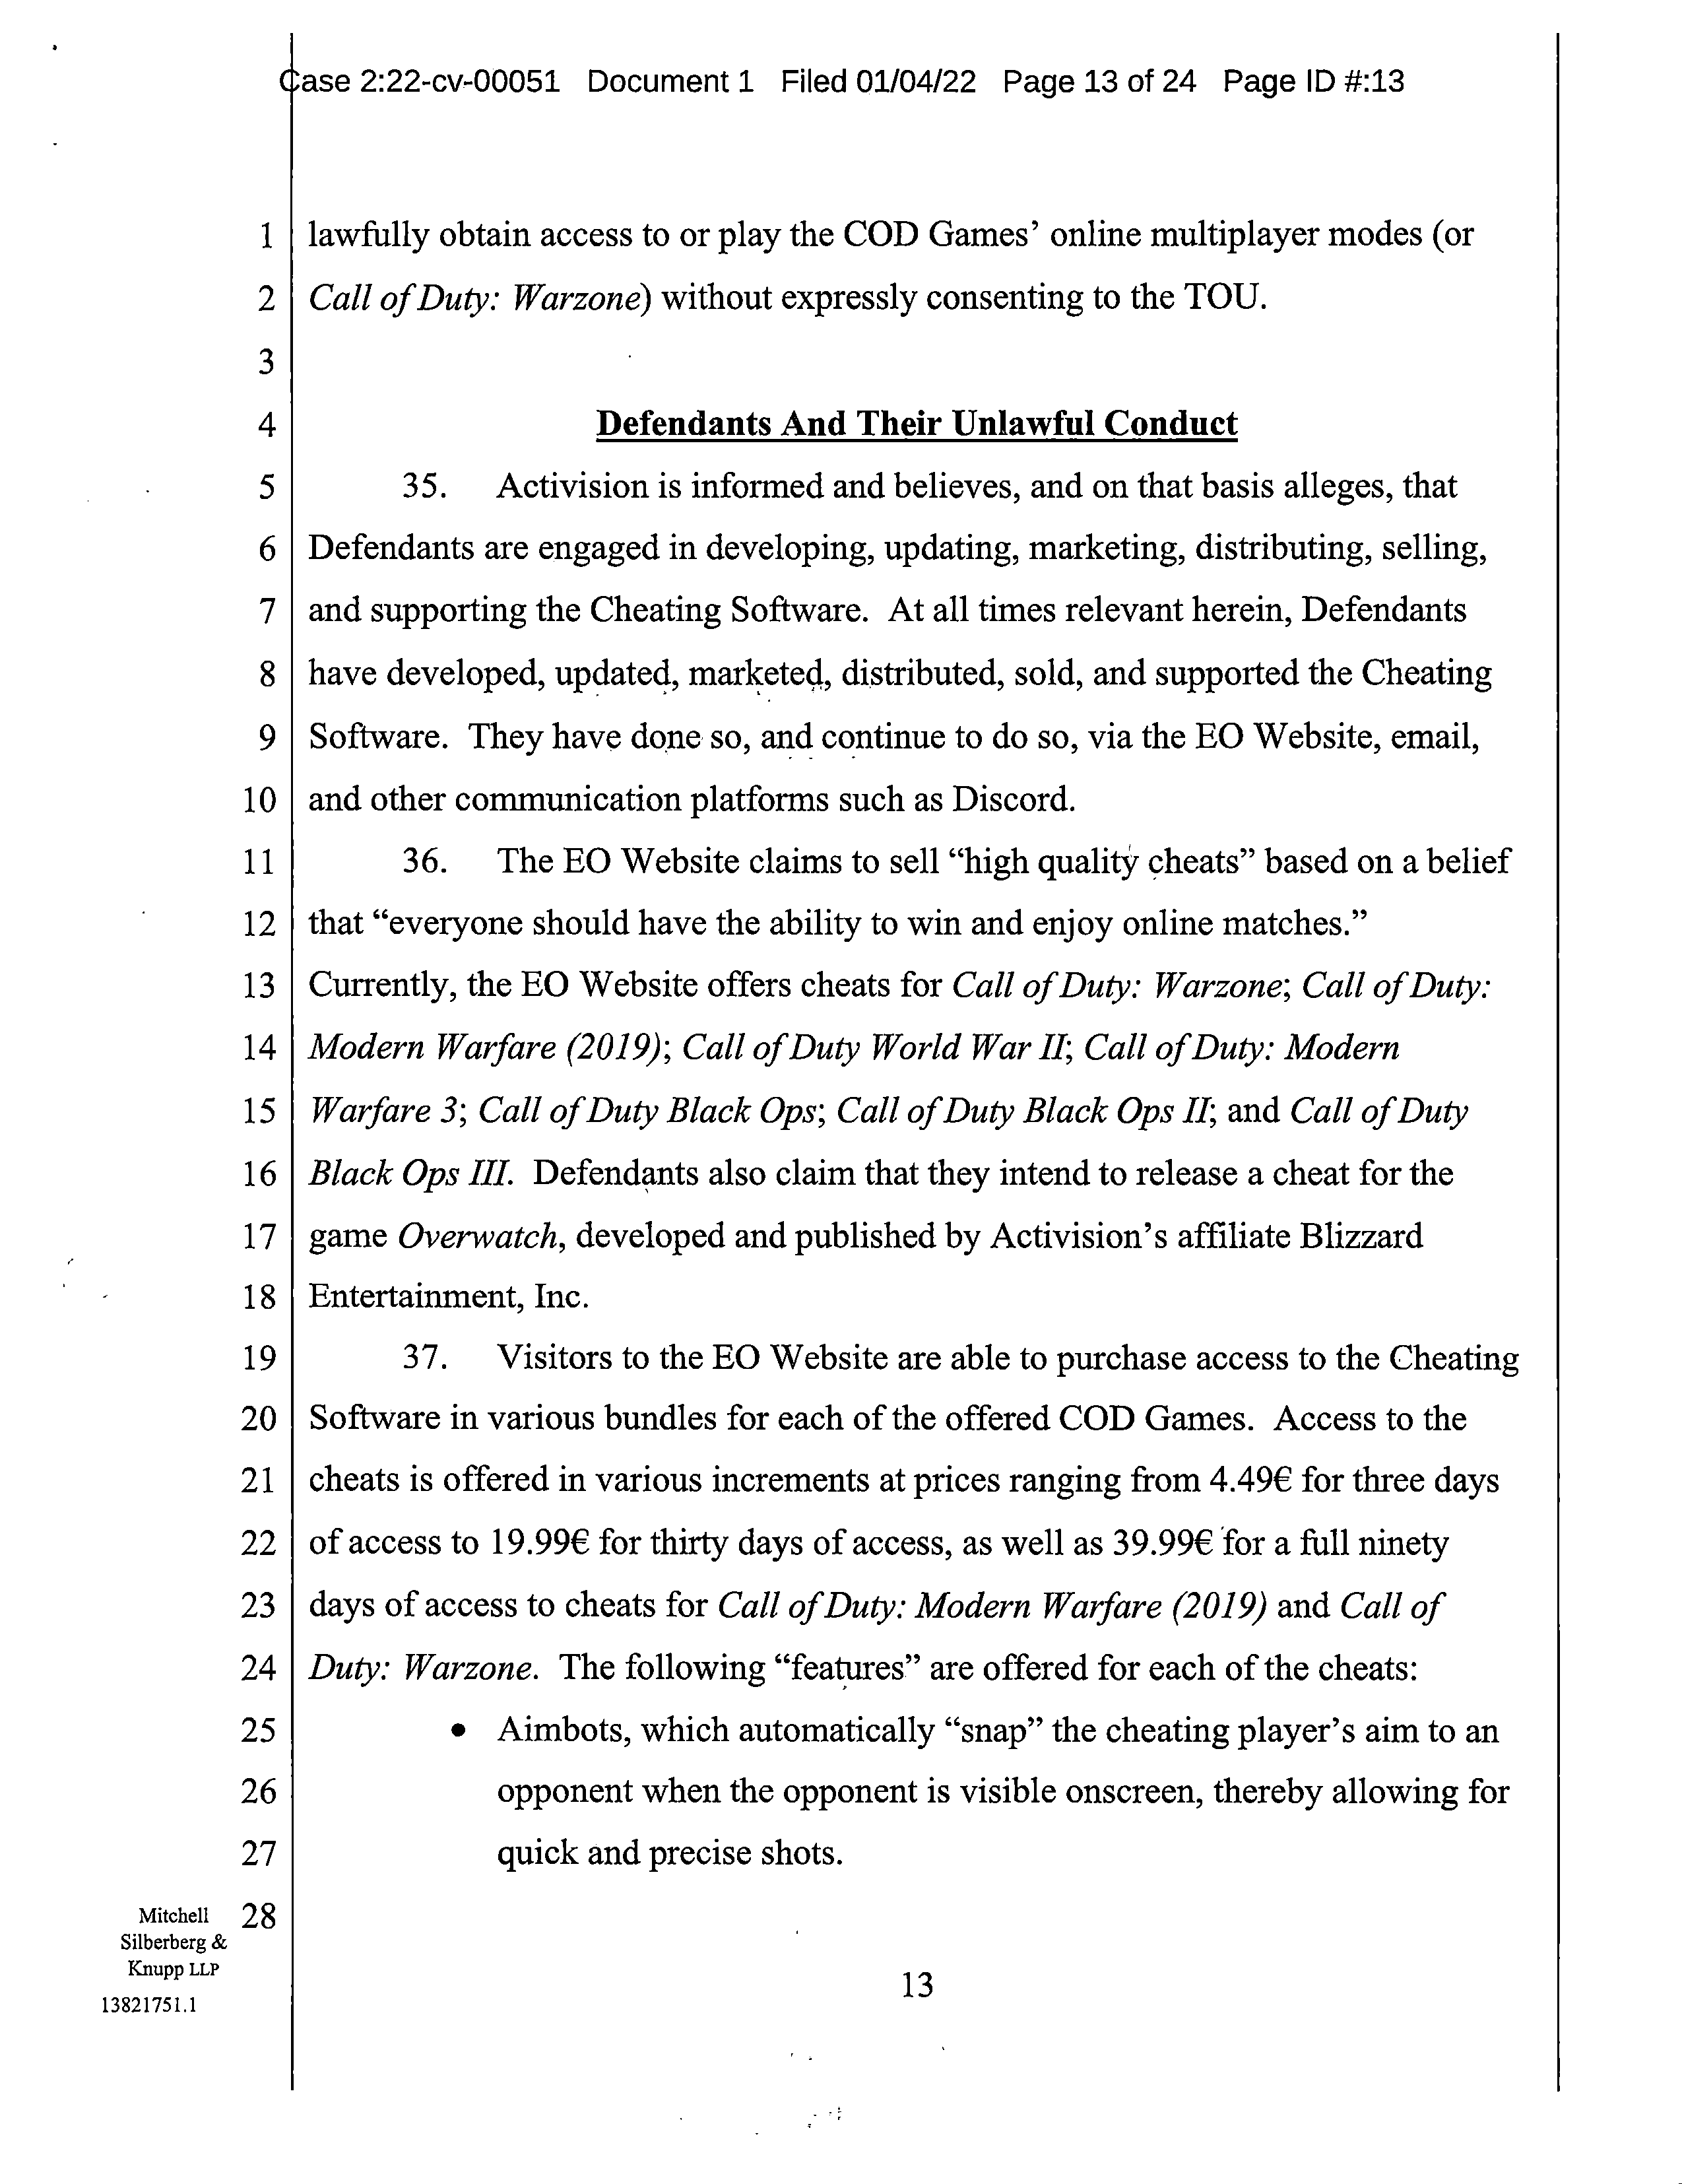 Case 2:22-cv-00051 Document 1 Filed 01/04/22 Page 13 of 24 Page ID #:13
1 lawfully obtain access to or play the COD Games’ online multiplayer modes (or
2 Call of Duty: Warzone) without expressly consenting to the TOU.
3
4 Defendants And Their Unlawful Conduct
5 35. Activision is informed and believes, and on that basis alleges, that
6 Defendants are engaged in developing, updating, marketing, distributing, selling,
7 and supporting the Cheating Software. At all times relevant herein, Defendants
8 have developed, updated, marketed, distributed, sold, and supported the Cheating
9 Software. They have done so, and continue to do so, via the EO Website, email,
10 and other communication platforms such as Discord.
11 36. The EO Website claims to sell “high quality cheats” based on a belief
12 that “everyone should have the ability to win and enjoy online matches.”
13 Currently, the EO Website offers cheats for Call of Duty: Warzone; Call of Duty:
14 Modern Warfare (2019); Call of Duty World War II; Call of Duty: Modern
15 Warfare 3; Call of Duty Black Ops; Call of Duty Black Ops II; and Call of Duty
16 Black Ops III. Defendants also claim that they intend to release a cheat for the
17 game Overwatch, developed and published by Activision’s affiliate Blizzard
18 Entertainment, Inc.
19 37. Visitors to the EO Website are able to purchase access to the Cheating
20 Software in various bundles for each of the offered COD Games. Access to the
21 cheats is offered in various increments at prices ranging from 4.49€ for three days
22 of access to 19.99€ for thirty days of access, as well as 39.99€ for a full ninety
23 days of access to cheats for Call of Duty: Modern Warfare (2019) and Call of
24 Duty: Warzone. The following “features” are offered for each of the cheats:
25 • Aimbots, which automatically “snap” the cheating player’s aim to an
26 opponent when the opponent is visible onscreen, thereby allowing for
27 quick and precise shots.
28
Mitchell
Silberberg &
Knupp LLP
13821751.1
13